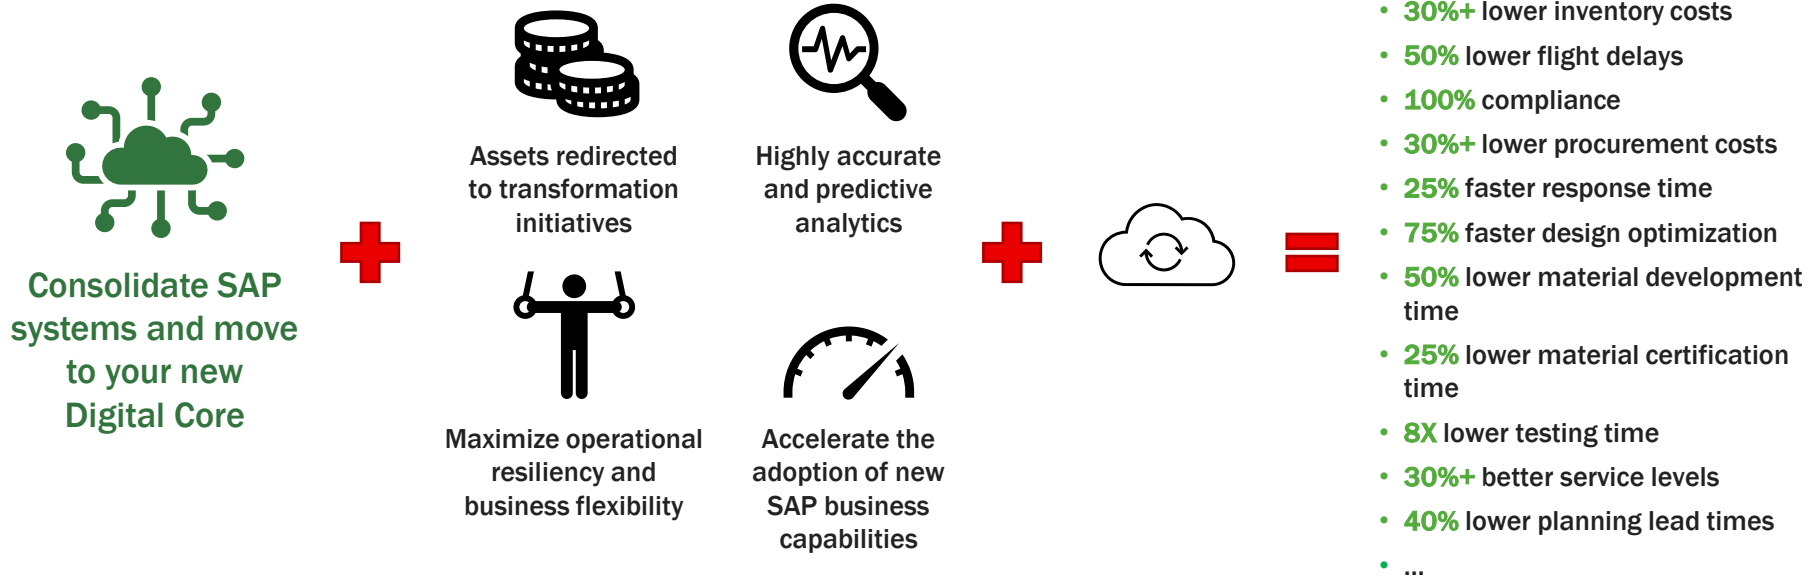 Consolidate SAP
systems and move
to your new
Digital Core
Assets redirected
to transformation
initiatives
Highly accurate
and predictive
analytics
Maximize operational
resiliency and
business flexibility
Accelerate the
adoption of new
SAP business
capabilities
• 30%+ lower inventory costs
• 50% lower flight delays
• 100% compliance
• 30%+ lower procurement costs
• 25% faster response time
• 75% faster design optimization
• 50% lower material development
time
• 25% lower material certification
time
• 8X lower testing time
• 30%+ better service levels
• 40% lower planning lead times
• ...